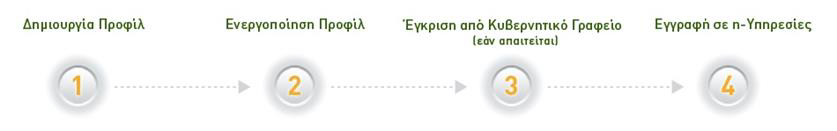 Δημιουργία Προφίλ
Ενεργοποίηση Προφίλ
Έγκριση από Κυβερνητικό Γραφείο
(εάν απαιτείται)
Εγγραφή σε η-Υπηρεσίες
1
2
3
4